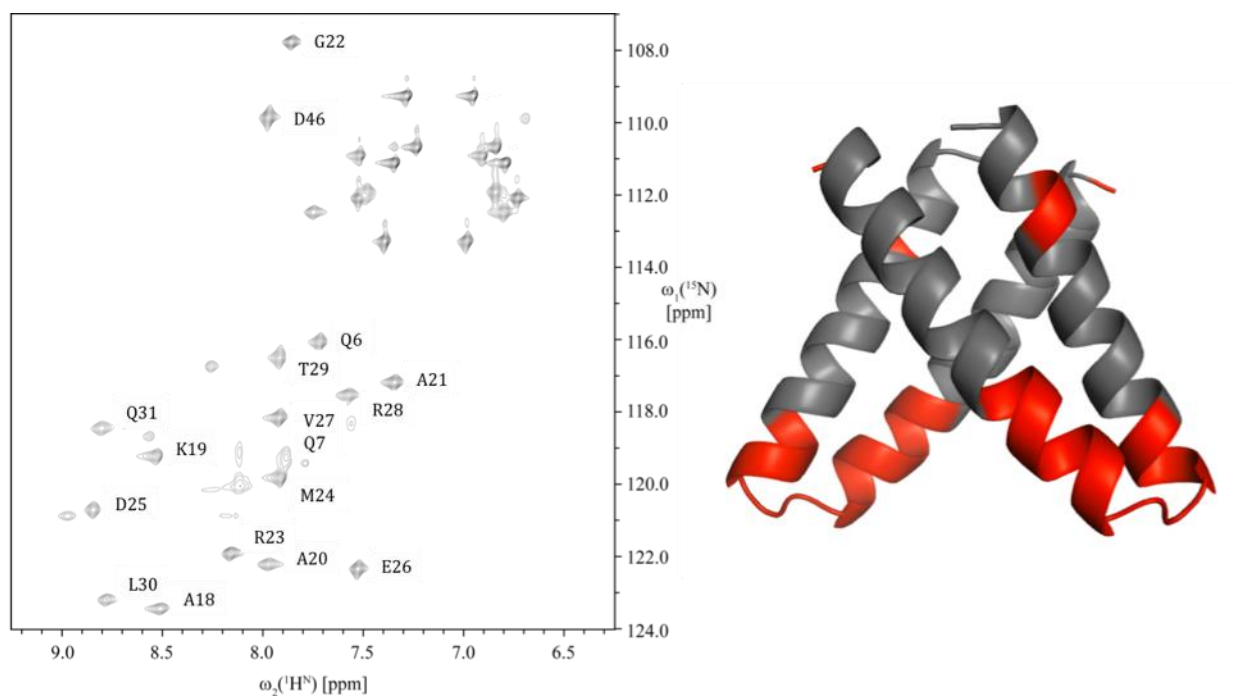 G22
D46
Q6
T29
A21
R28
Q31
V27
K19
Q7
M24
D25
R23
A20
E26
L30
A18
108.0
110.0
112.0
114.0
116.0
118.0
120.0
122.0
124.0
ω₁(¹⁵N)
[ppm]
9.0 8.5 8.0 7.5 7.0 6.5
ω₂(¹Hᴺ) [ppm]